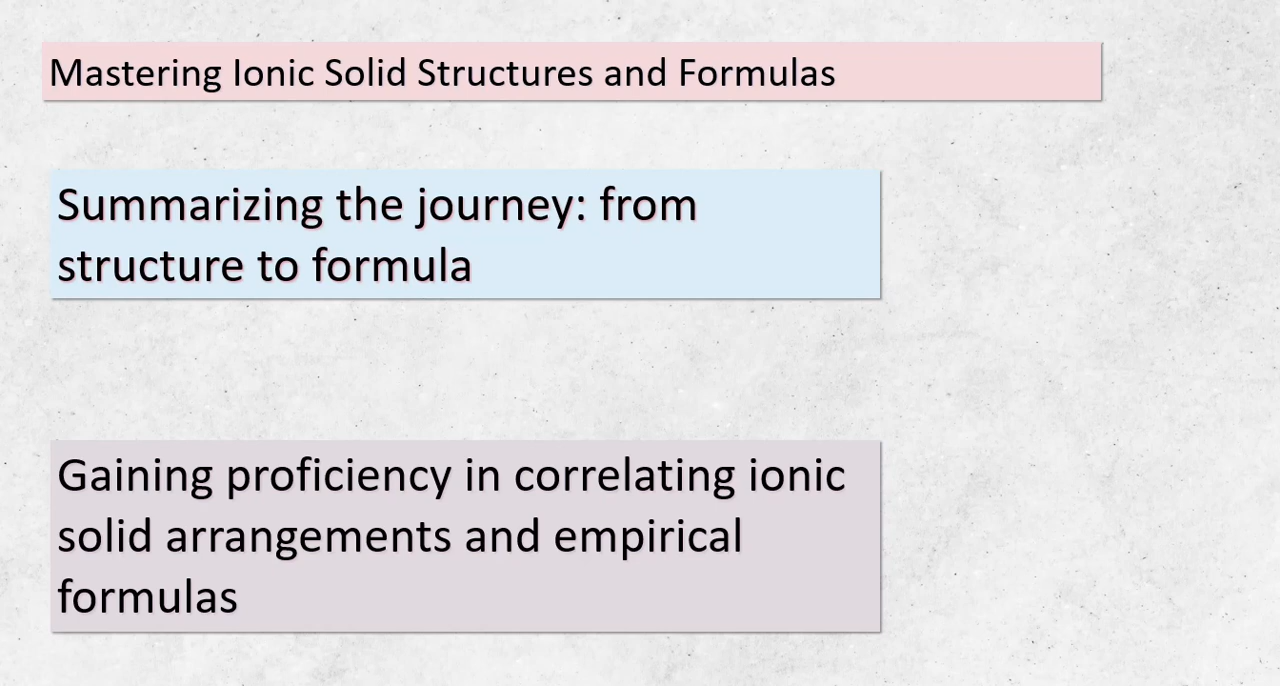 Mastering Ionic Solid Structures and Formulas
Summarizing the journey: from
structure to formula
Gaining proficiency in correlating ionic
solid arrangements and empirical
formulas